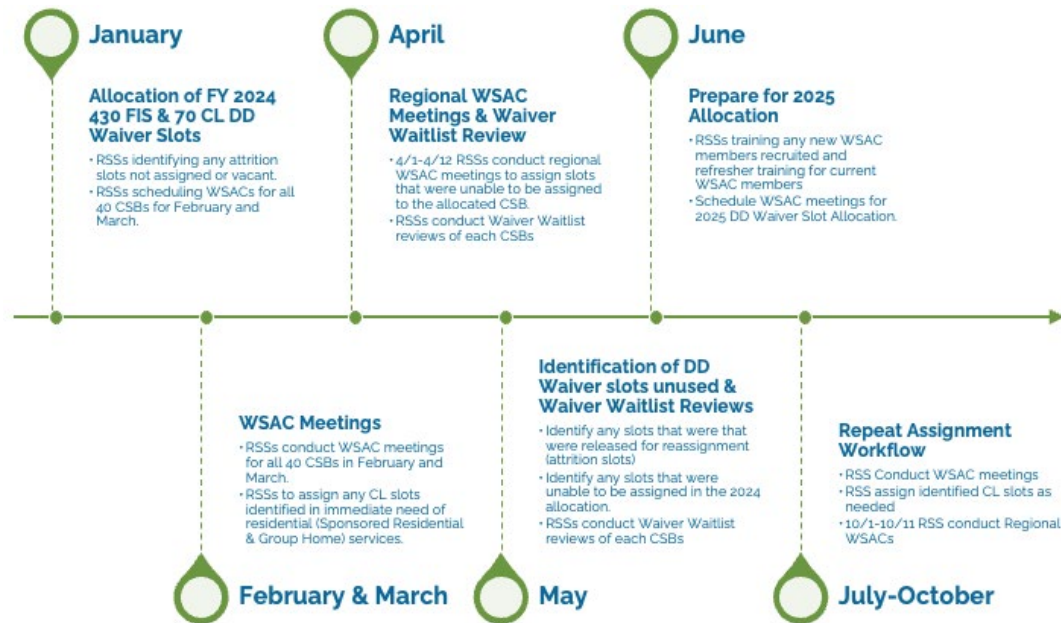 January
Allocation of FY 2024
430 FIS & 70 CL DD
Waiver Slots
• RSSs identifying any attrition
slots not assigned or vacant.
• RSSs scheduling WSACs for all
40 CSBs for February and
March.
April
Regional WSAC
Meetings & Waiver
Waitlist Review
• 4/1-4/12 RSSs conduct regional
WSAC meetings to assign slots
that were unable to be assigned
to the allocated CSB.
• RSSs conduct Waiver Waitlist
reviews of each CSBs
June
Prepare for 2025
Allocation
• RSSs training any new WSAC
members recruited and
refresher training for current
WSAC members
• Schedule WSAC meetings for
2025 DD Waiver Slot Allocation.
WSAC Meetings
• RSSs conduct WSAC meetings
for all 40 CSBs in February and
March.
• RSSs to assign any CL slots
identified in immediate need of
residential (Sponsored Residential
& Group Home) services.
February & March
Identification of DD
Waiver slots unused &
Waiver Waitlist Reviews
• Identify any slots that were that
were released for reassignment
(attrition slots)
• Identify any slots that were
unable to be assigned in the 2024
allocation.
• RSSs conduct Waiver Waitlist
reviews of each CSBs
May
Repeat Assignment
Workflow
• RSS Conduct WSAC meetings
• RSS assign identified CL slots as
needed
• 10/1-10/11 RSS conduct Regional
WSACs
July-October